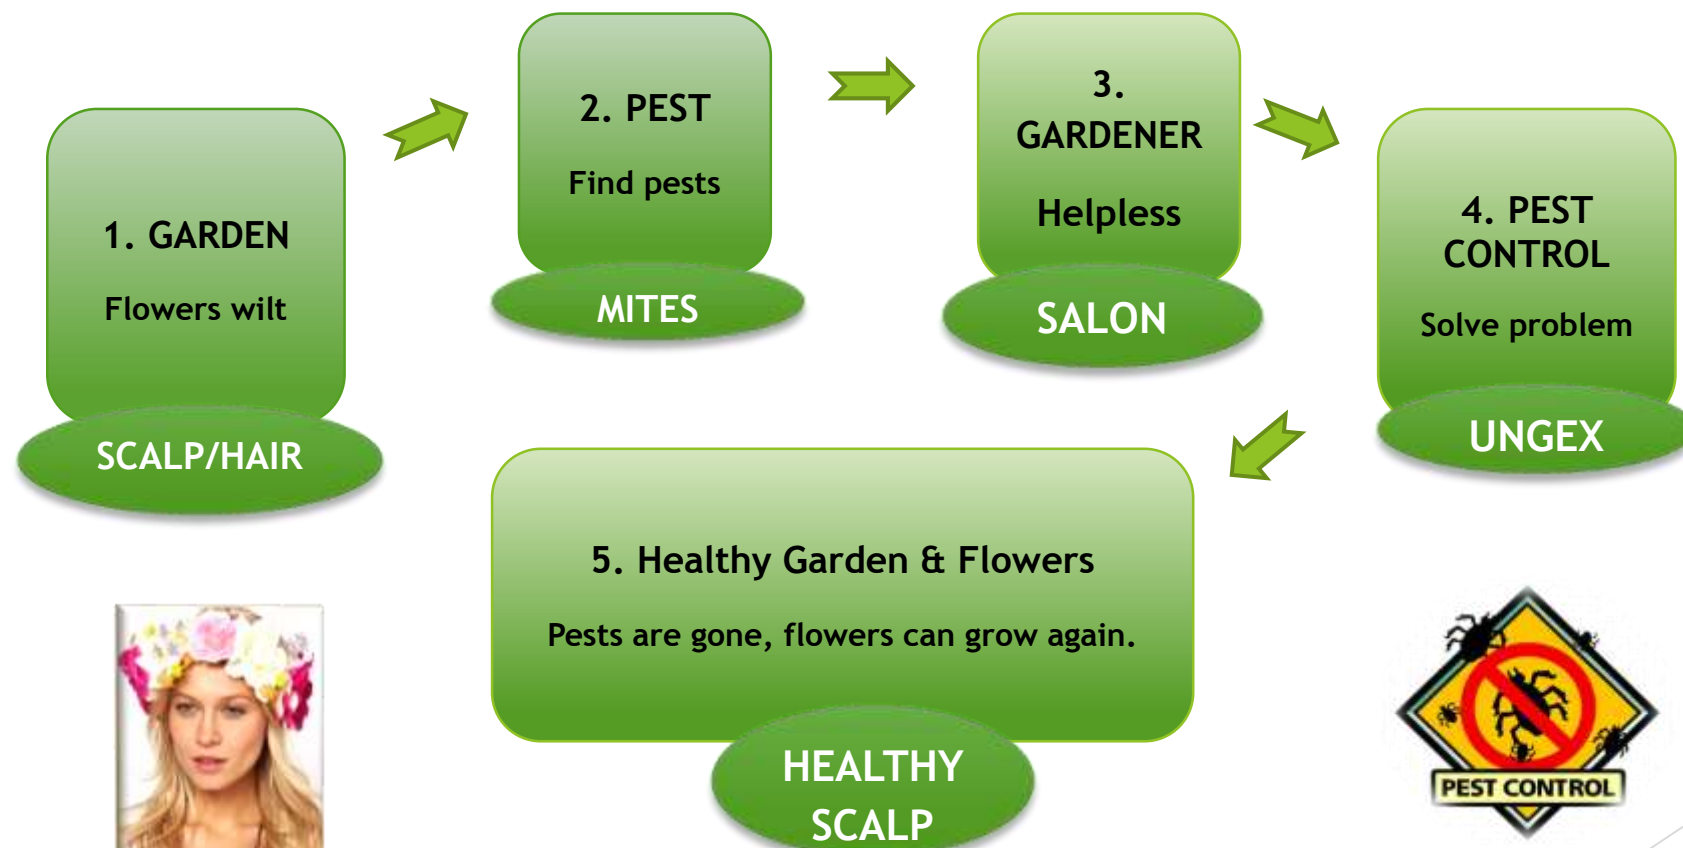 1. GARDEN
Flowers wilt
SCALP/HAIR
2. PEST
Find pests
MITES
3.
GARDENER
Helpless
SALON
4. PEST
CONTROL
Solve problem
UNGEX
5. Healthy Garden & Flowers
Pests are gone, flowers can grow again.
HEALTHY
SCALP
PEST CONTROL